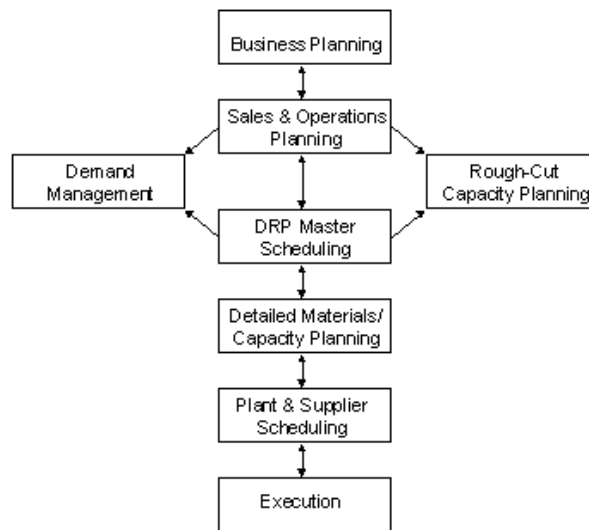 Business Planning
Sales & Operations
Planning
Demand
Management
Rough-Cut
Capacity Planning
DRP Master
Scheduling
Detailed Materials/
Capacity Planning
Plant & Supplier
Scheduling
Execution